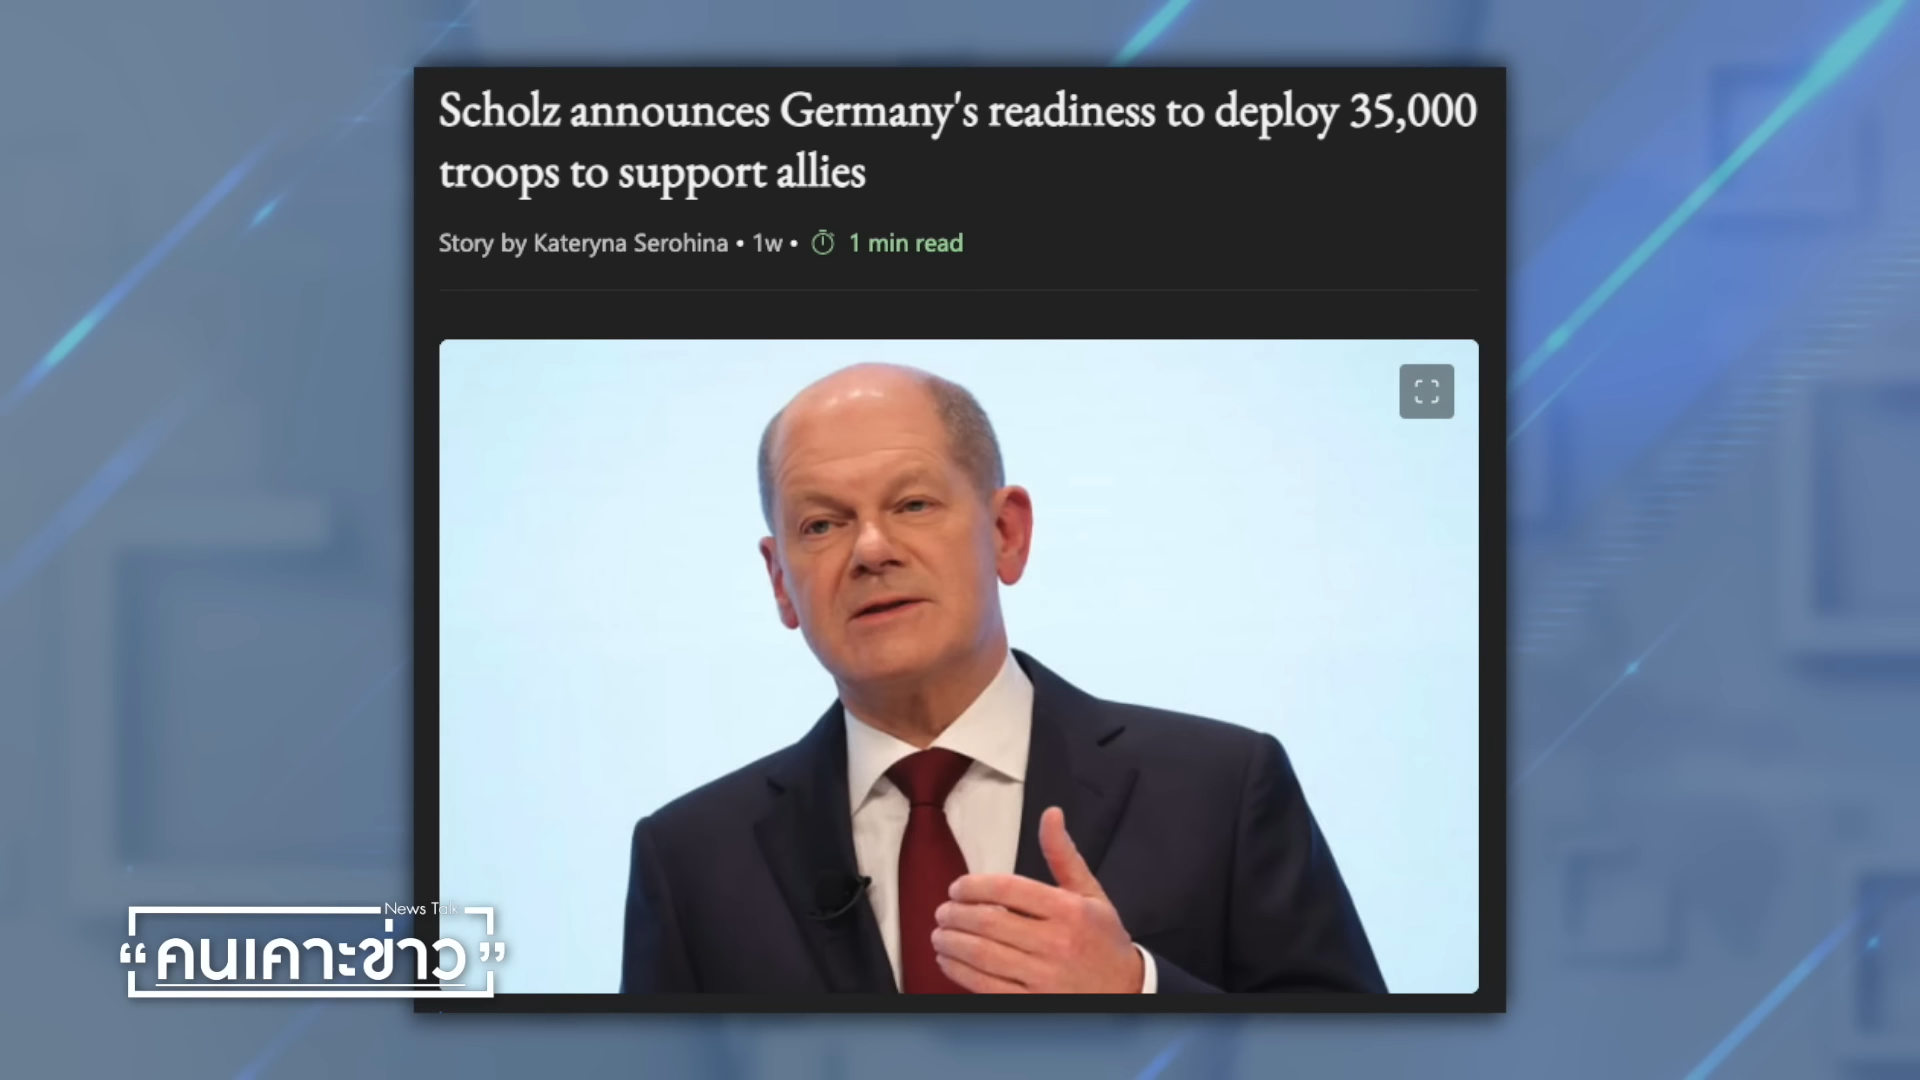 Scholz announces Germany's readiness to deploy 35,000
troops to support allies
Story by Kateryna Serohina • 1w • 1 min read
News Talk
“คนเคาะข่าว”